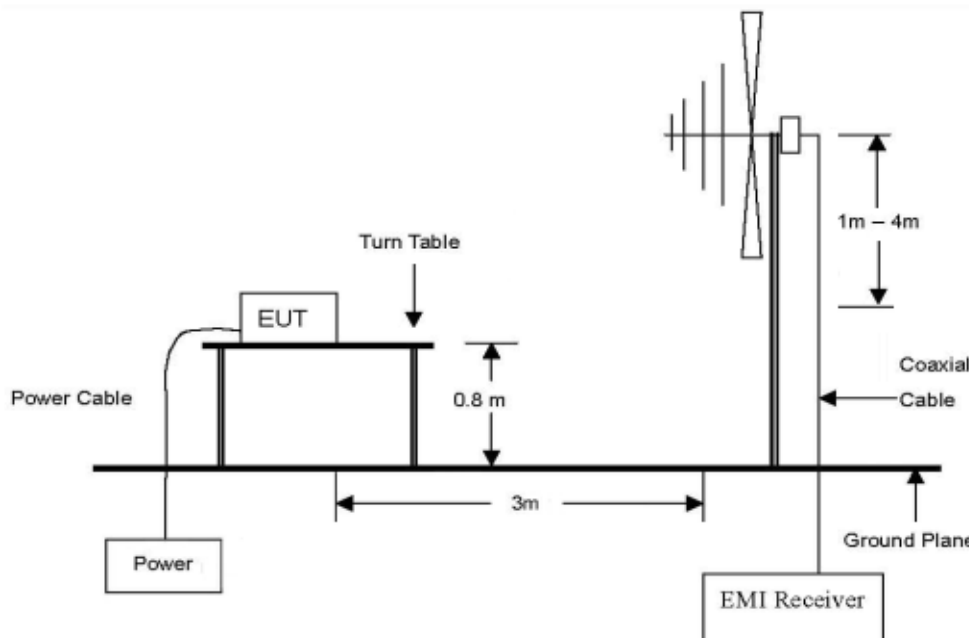 1m – 4m
Turn Table
EUT
Coaxial
Cable
Power Cable
0.8 m
3m
Ground Plane
Power
EMI Receiver